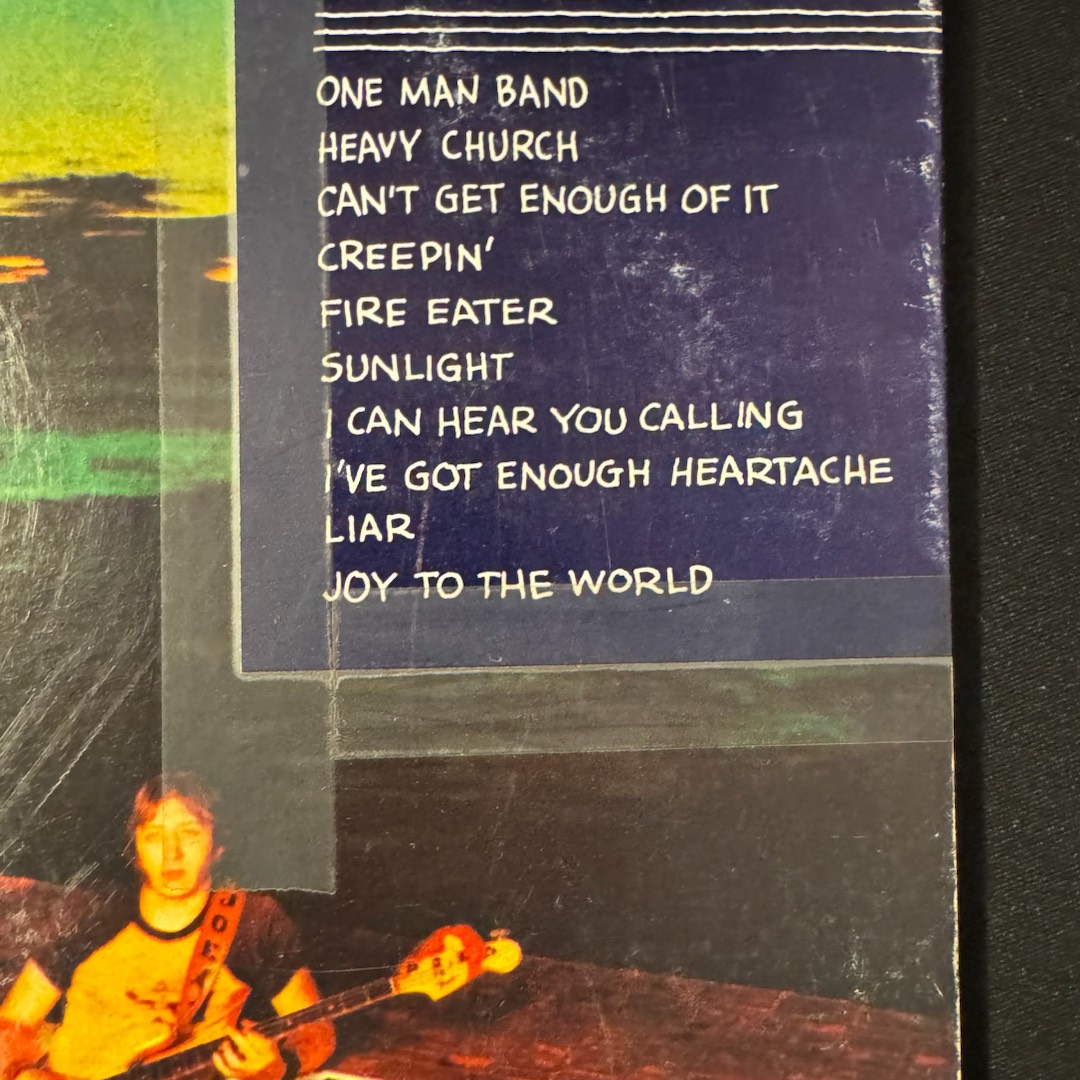 ONE MAN BAND
HEAVY CHURCH
CAN'T GET ENOUGH OF IT
CREEPIN'
FIRE EATER
SUNLIGHT
I CAN HEAR YOU CALLING
I'VE GOT ENOUGH HEARTACHE
LIAR
JOY TO THE WORLD